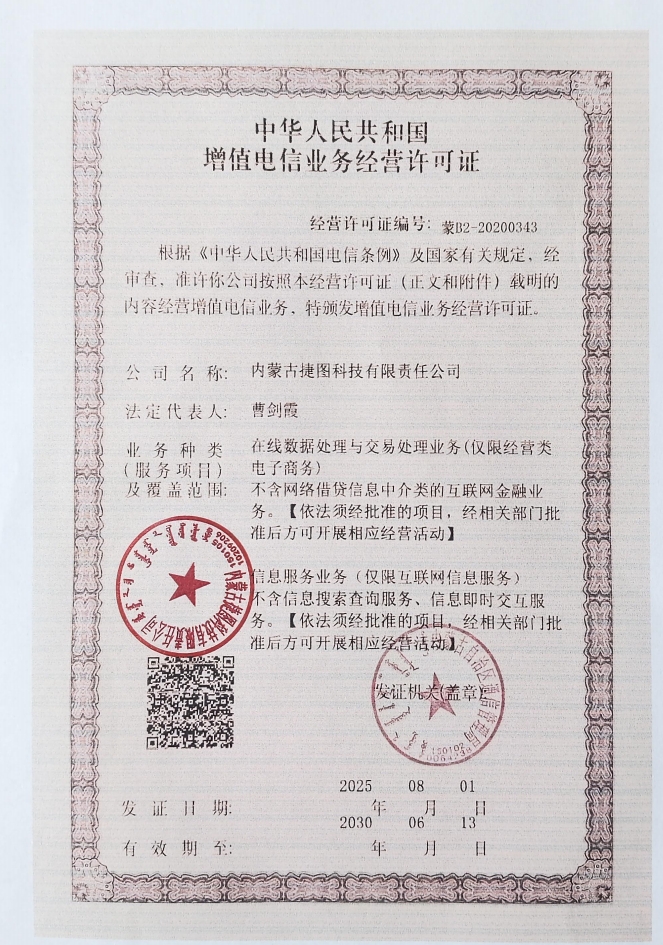 中华人民共和国
增值电信业务经营许可证
经营许可证编号: 蒙B2-20200343
根据《中华人民共和国电信条例》及国家有关规定，经
审查，准许你公司按照本经营许可证（正文和附件）载明的
内容经营增值电信业务，特颁发增值电信业务经营许可证。
公司名称: 内蒙古捷图科技有限责任公司
法定代表人: 曹剑霞
业务种类 在线数据处理与交易处理业务(仅限经营类
(服务项目) 电子商务)
及覆盖范围: 不含网络借贷信息中介类的互联网金融业
务。【依法须经批准的项目，经相关部门批
准后方可开展相应经营活动】
信息服务业务（仅限互联网信息服务）
不含信息搜索查询服务、信息即时交互服
务。【依法须经批准的项目，经相关部门批
准后方可开展相应经营活动】
内蒙古捷图科技有限责任公司
发证机关(盖章)
2025 08 01
发证日期: 年 月 日
2030 06 13
有效期至: 年 月 日